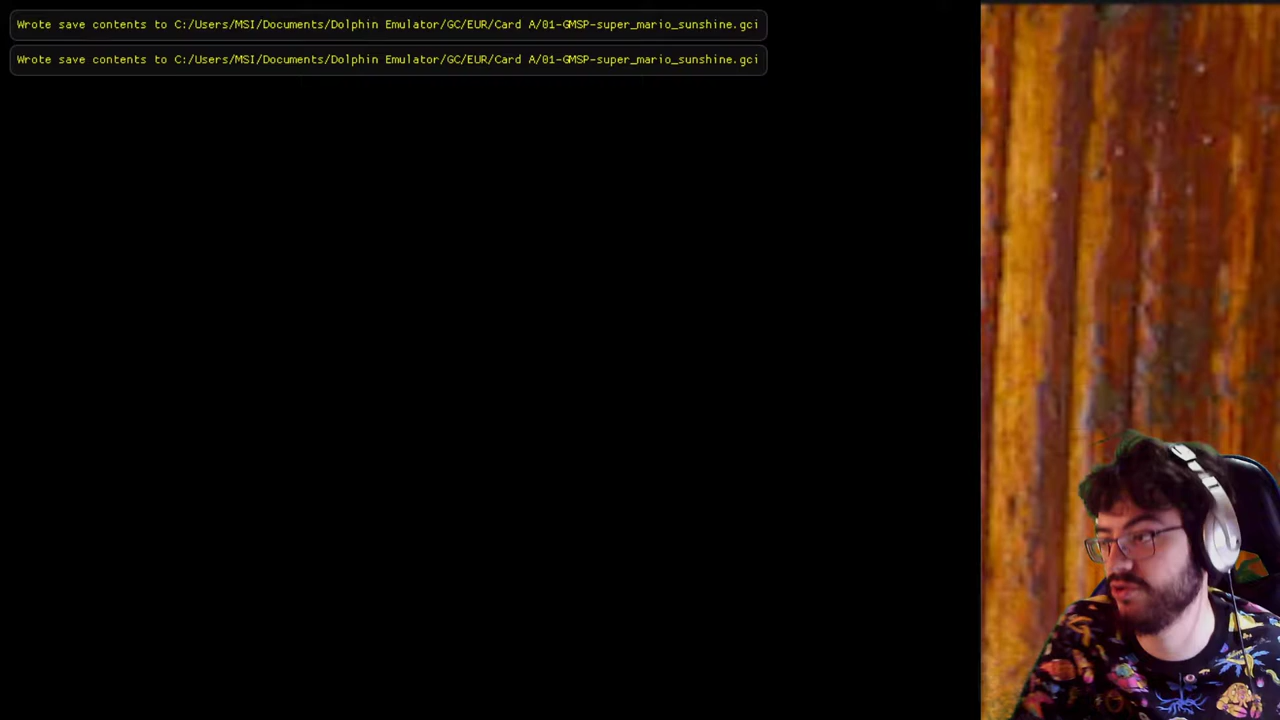 Wrote save contents to C:/Users/MSI/Documents/Dolphin Emulator/GC/EUR/Card A/01-GMSP-super_mario_sunshine.gci
Wrote save contents to C:/Users/MSI/Documents/Dolphin Emulator/GC/EUR/Card A/01-GMSP-super_mario_sunshine.gci